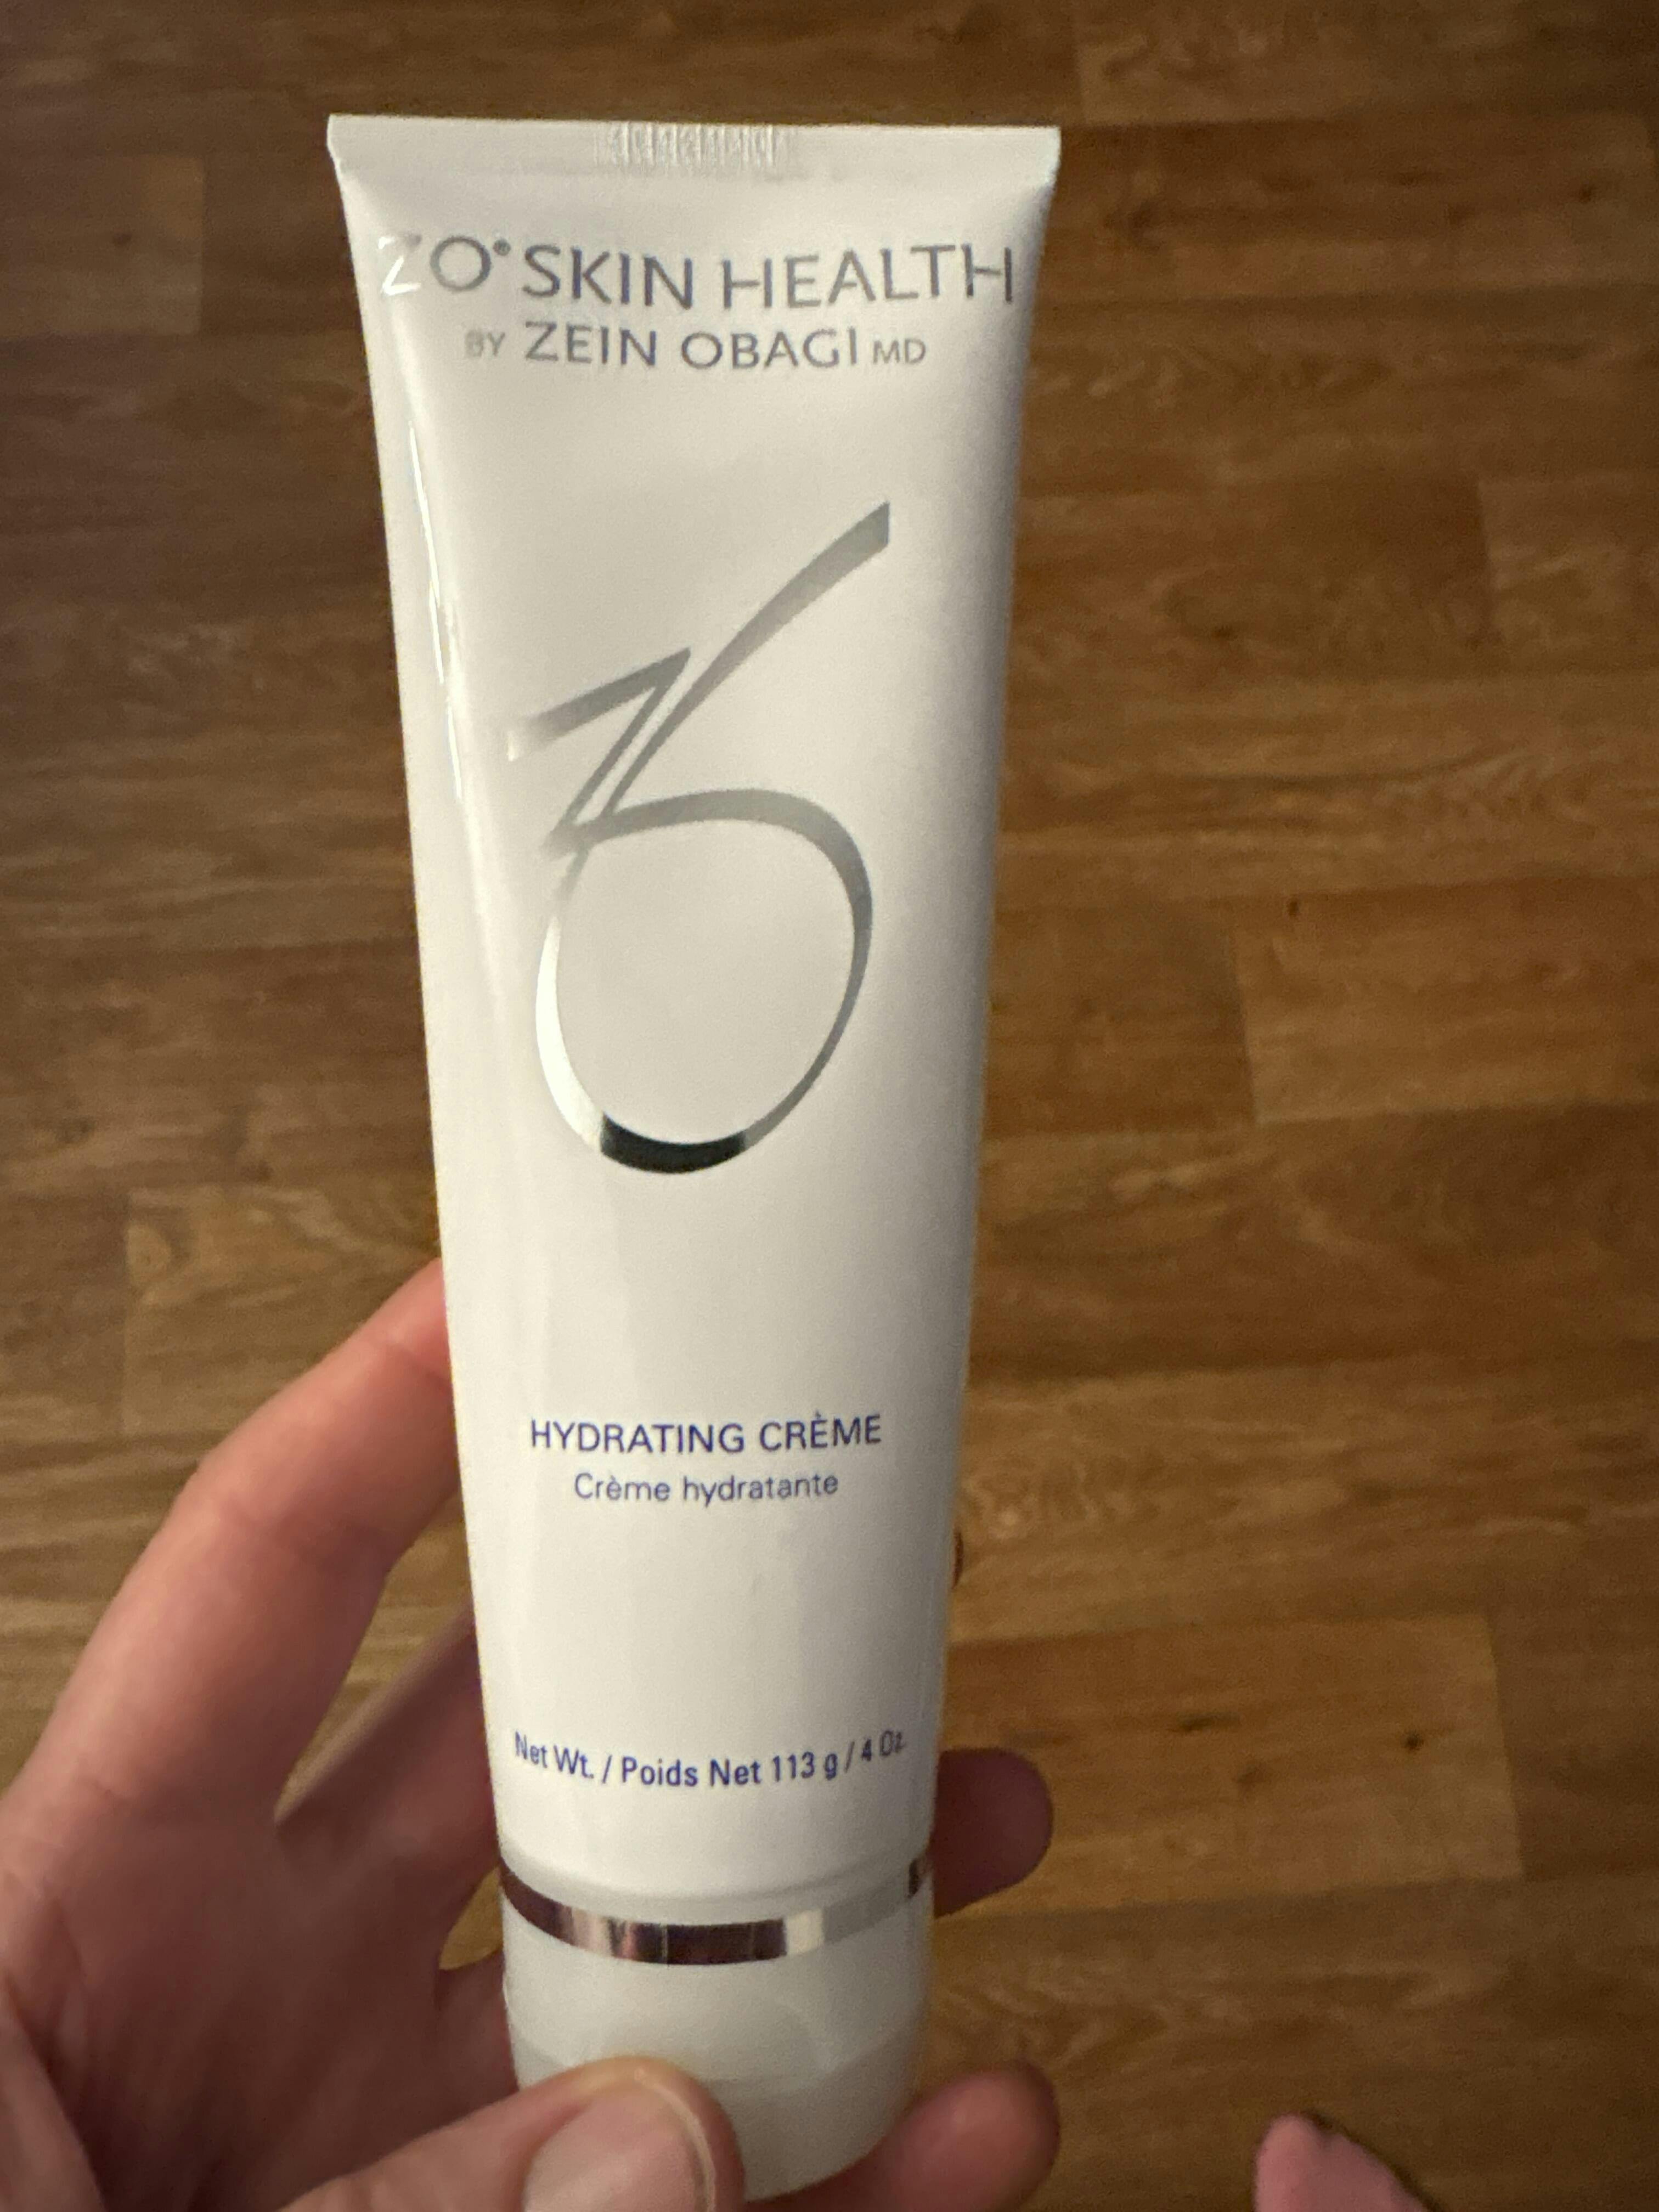 ZO® SKIN HEALTH
BY ZEIN OBAGI MD
HYDRATING CRÈME
Crème hydratante
Net Wt. / Poids Net 113 g / 4 Oz.